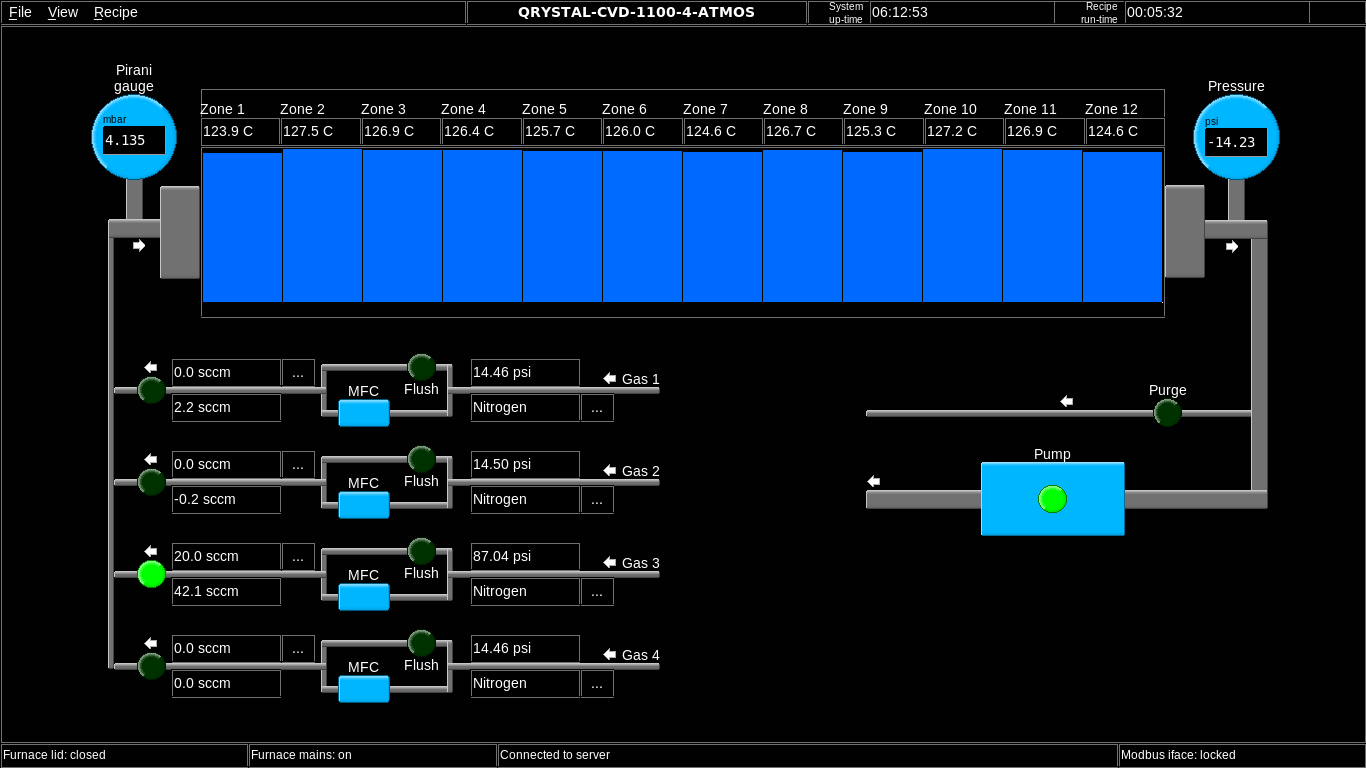 File View Recipe QRYSTAL-CVD-1100-4-ATMOS System up-time 06:12:53 Recipe run-time 00:05:32
Pirani
gauge
mbar
4.135
Pressure
psi
-14.23
Zone 1 Zone 2 Zone 3 Zone 4 Zone 5 Zone 6 Zone 7 Zone 8 Zone 9 Zone 10 Zone 11 Zone 12
123.9 C 127.5 C 126.9 C 126.4 C 125.7 C 126.0 C 124.6 C 126.7 C 125.3 C 127.2 C 126.9 C 124.6 C
0.0 sccm ... 14.46 psi Gas 1
MFC Flush
2.2 sccm Nitrogen ...
0.0 sccm ... 14.50 psi Gas 2
MFC Flush
-0.2 sccm Nitrogen ...
20.0 sccm ... 87.04 psi Gas 3
MFC Flush
42.1 sccm Nitrogen ...
0.0 sccm ... 14.46 psi Gas 4
MFC Flush
0.0 sccm Nitrogen ...
Purge
Pump
Furnace lid: closed Furnace mains: on Connected to server Modbus iface: locked